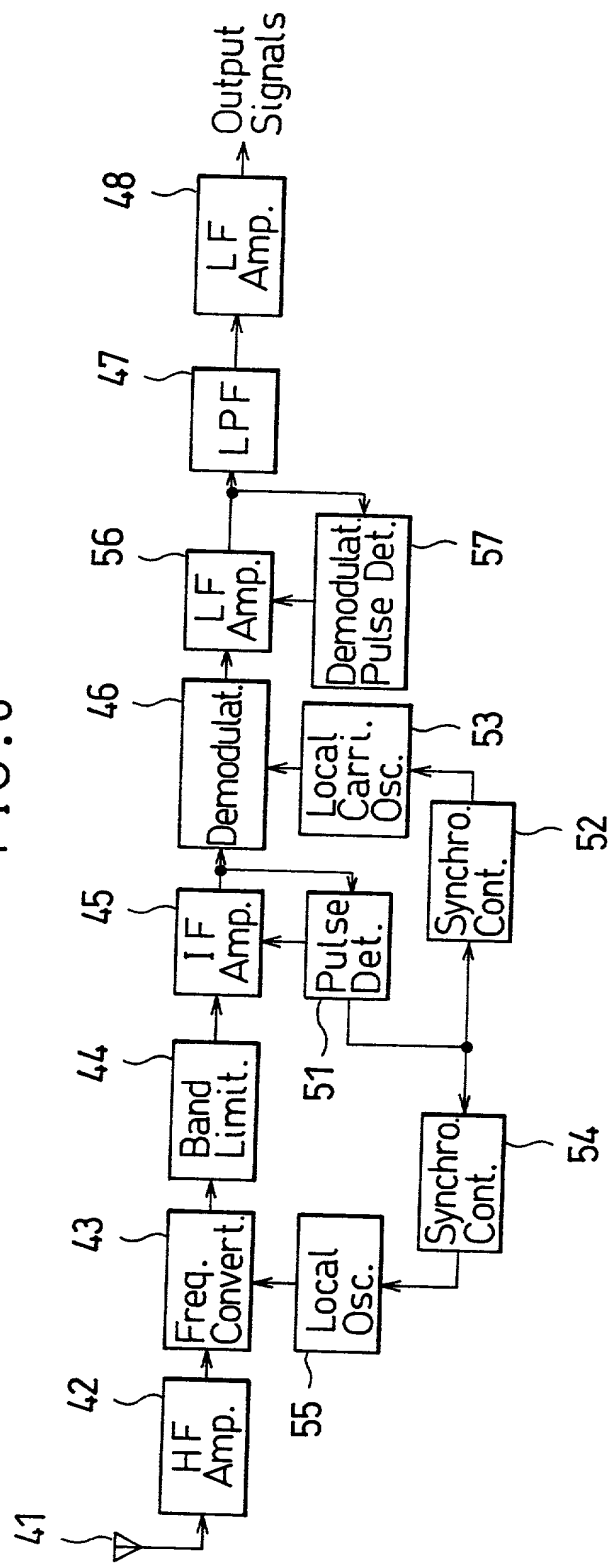 41
42
HF
Amp.
43
Freq.
Convert.
44
Band
Limit.
45
IF
Amp.
46
Demodulat.
56
LF
Amp.
47
LPF
48
LF
Amp.
Output
Signals
55
Local
Osc.
51
Pulse
Det.
Local
Carri.
Osc.
53
Demodulat.
Pulse Det.
57
Synchro.
Cont.
54
Synchro.
Cont.
52